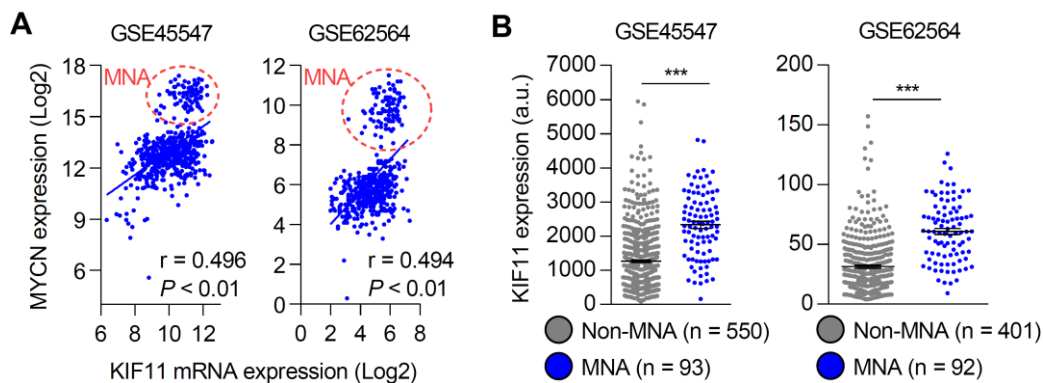 A
GSE45547
GSE62564
MYCN expression (Log2)
18
15
12
9
6
MNA
r = 0.496
P < 0.01
6 8 10 12
12
10
8
6
4
2
0
MNA
r = 0.494
P < 0.01
0 2 4 6 8
KIF11 mRNA expression (Log2)
B
GSE45547
GSE62564
KIF11 expression (a.u.)
7000
6000
5000
4000
3000
2000
1000
0
***
Non-MNA (n = 550)
MNA (n = 93)
200
150
100
50
0
***
Non-MNA (n = 401)
MNA (n = 92)